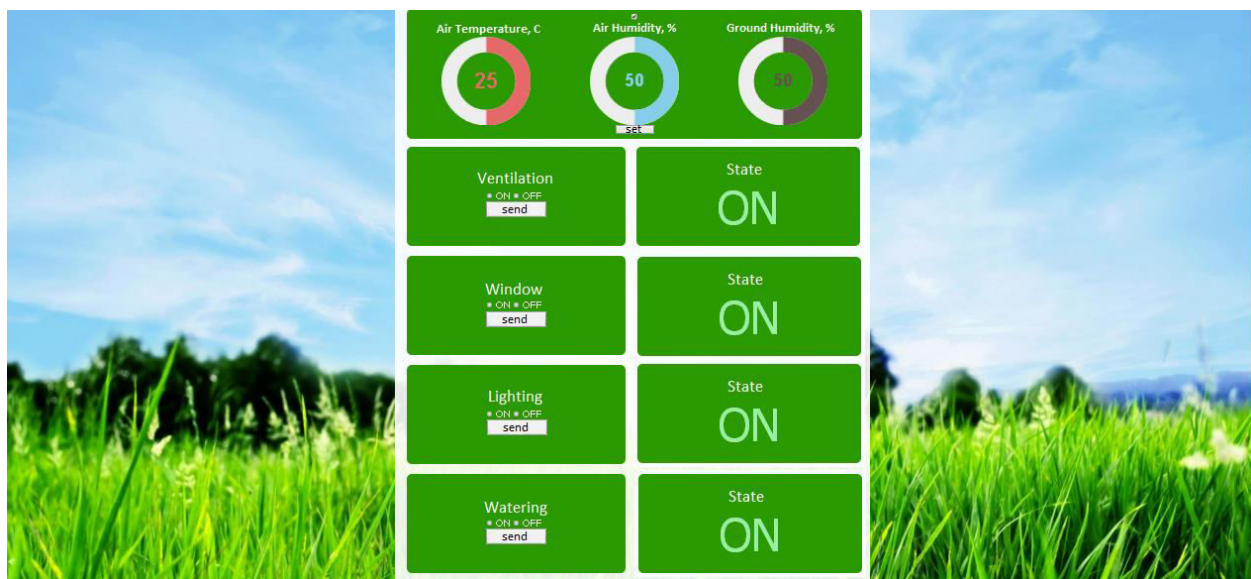 Air Temperature, C
Air Humidity, %
Ground Humidity, %
25
50
50
set
Ventilation
ON OFF
send
State
ON
Window
ON OFF
send
State
ON
Lighting
ON OFF
send
State
ON
Watering
ON OFF
send
State
ON